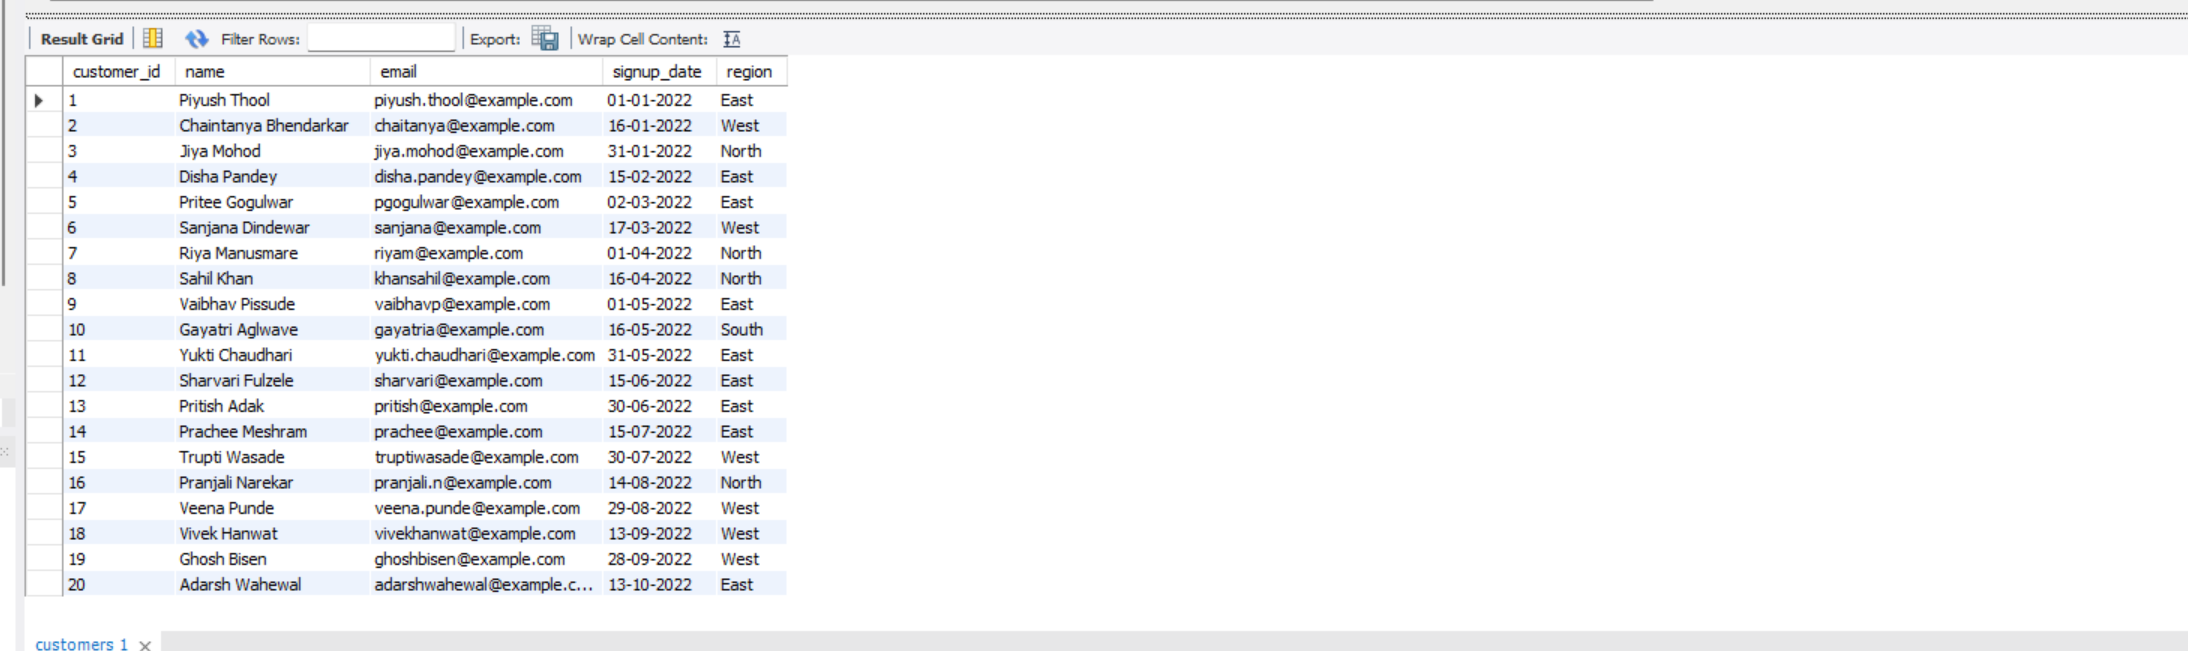 Result Grid Filter Rows: Export: Wrap Cell Content:
customer_id name email signup_date region
1 Piyush Thool piyush.thool@example.com 01-01-2022 East
2 Chaintanya Bhendarkar chaitanya@example.com 16-01-2022 West
3 Jiya Mohod jiya.mohod@example.com 31-01-2022 North
4 Disha Pandey disha.pandey@example.com 15-02-2022 East
5 Pritee Gogulwar pgogulwar@example.com 02-03-2022 East
6 Sanjana Dindewar sanjana@example.com 17-03-2022 West
7 Riya Manusmare riyam@example.com 01-04-2022 North
8 Sahil Khan khansahil@example.com 16-04-2022 North
9 Vaibhav Pissude vaibhavp@example.com 01-05-2022 East
10 Gayatri Aglwave gayatria@example.com 16-05-2022 South
11 Yukti Chaudhari yukti.chaudhari@example.com 31-05-2022 East
12 Sharvari Fulzele sharvari@example.com 15-06-2022 East
13 Pritish Adak pritish@example.com 30-06-2022 East
14 Prachee Meshram prachee@example.com 15-07-2022 East
15 Trupti Wasade truptiwasade@example.com 30-07-2022 West
16 Pranjali Narekar pranjali.n@example.com 14-08-2022 North
17 Veena Punde veena.punde@example.com 29-08-2022 West
18 Vivek Hanwat vivekhanwat@example.com 13-09-2022 West
19 Ghosh Bisen ghoshbisen@example.com 28-09-2022 West
20 Adarsh Wahewal adarshwahewal@example.c... 13-10-2022 East
customers 1